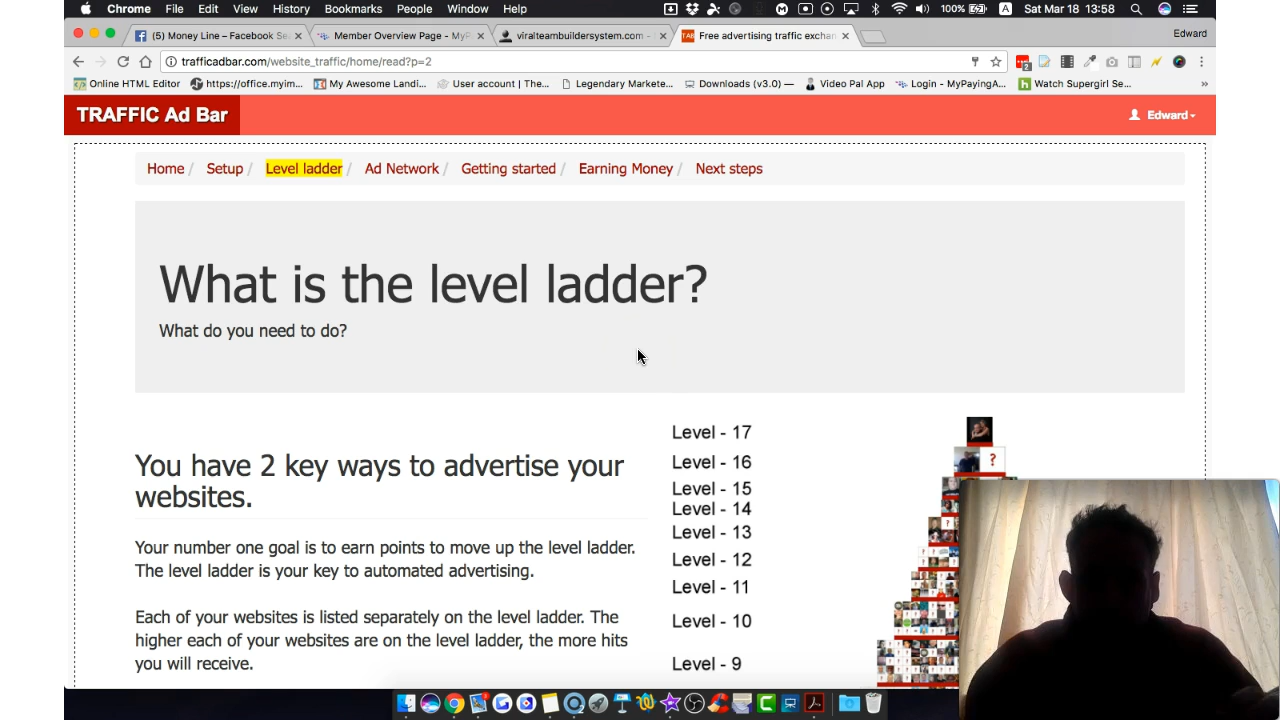 Chrome File Edit View History Bookmarks People Window Help 100% A Sat Mar 18 13:58
(5) Money Line – Facebook Se Member Overview Page - MyP viralteambuildersystem.com - Free advertising traffic exchan Edward
trafficadbar.com/website_traffic/home/read?p=2
Online HTML Editor https://office.myim... My Awesome Landi... User account | The... Legendary Markete... Downloads (v3.0) — Video Pal App Login - MyPayingA... Watch Supergirl Se... »
TRAFFIC Ad Bar Edward
Home / Setup / Level ladder / Ad Network / Getting started / Earning Money / Next steps
What is the level ladder?
What do you need to do?
You have 2 key ways to advertise your
websites.
Your number one goal is to earn points to move up the level ladder.
The level ladder is your key to automated advertising.
Each of your websites is listed separately on the level ladder. The
higher each of your websites are on the level ladder, the more hits
you will receive.
Level - 17
Level - 16
Level - 15
Level - 14
Level - 13
Level - 12
Level - 11
Level - 10
Level - 9